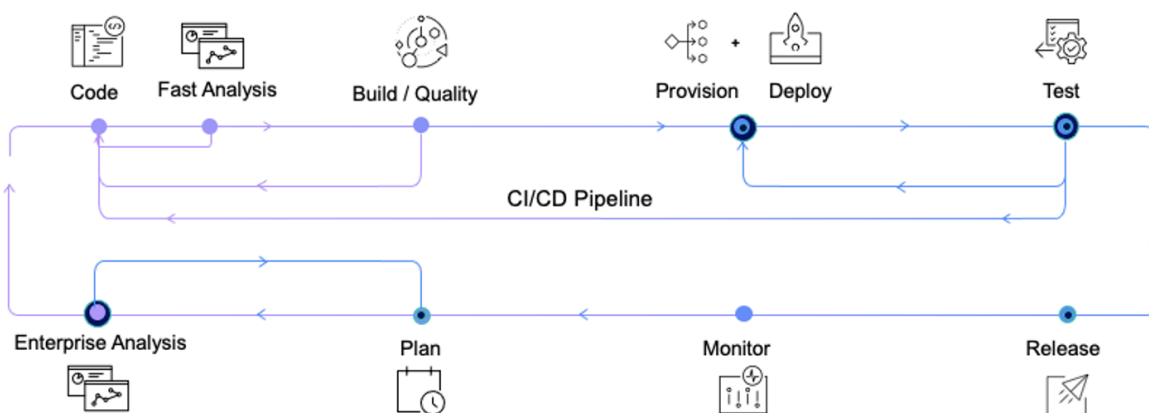 Code
Fast Analysis
Build / Quality
Provision + Deploy
Test
CI/CD Pipeline
Enterprise Analysis
Plan
Monitor
Release